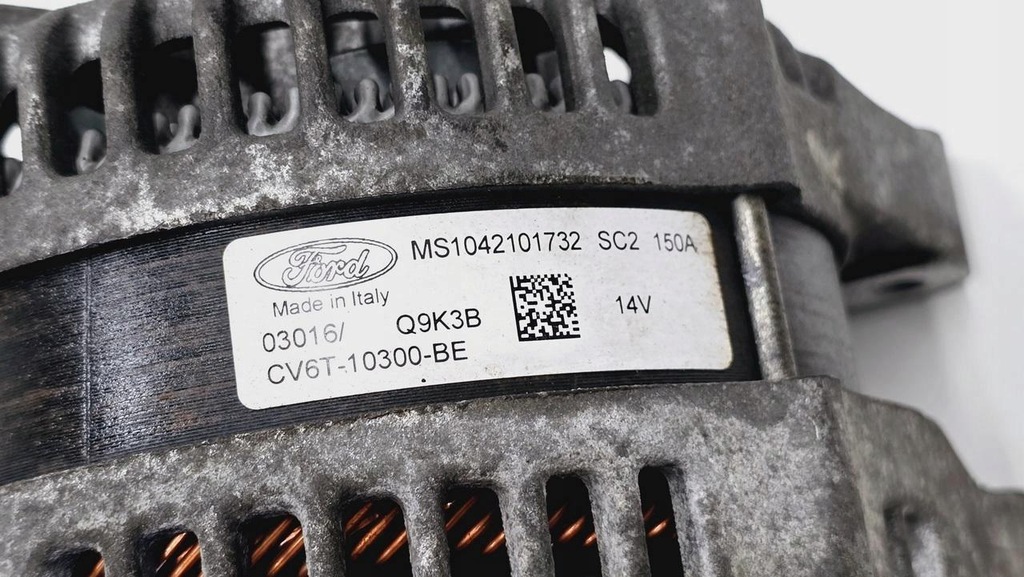 Ford MS1042101732 SC2 150A
Made in Italy
03016/ Q9K3B 14V
CV6T-10300-BE